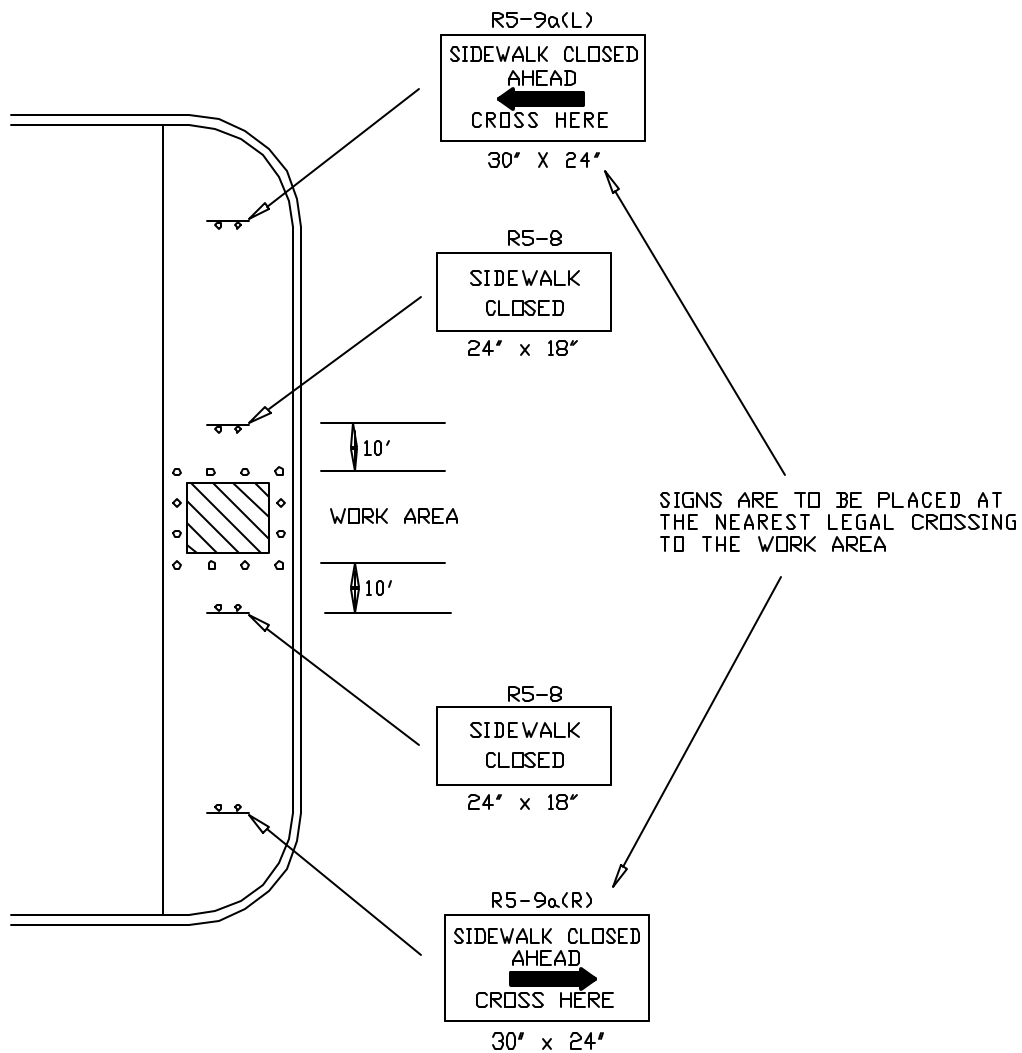 R5-9a(L)
SIDEWALK CLOSED
AHEAD
CROSS HERE
30" X 24"
R5-8
SIDEWALK
CLOSED
24" x 18"
10'
WORK AREA
10'
SIGNS ARE TO BE PLACED AT
THE NEAREST LEGAL CROSSING
TO THE WORK AREA
R5-8
SIDEWALK
CLOSED
24" x 18"
R5-9a(R)
SIDEWALK CLOSED
AHEAD
CROSS HERE
30" x 24"